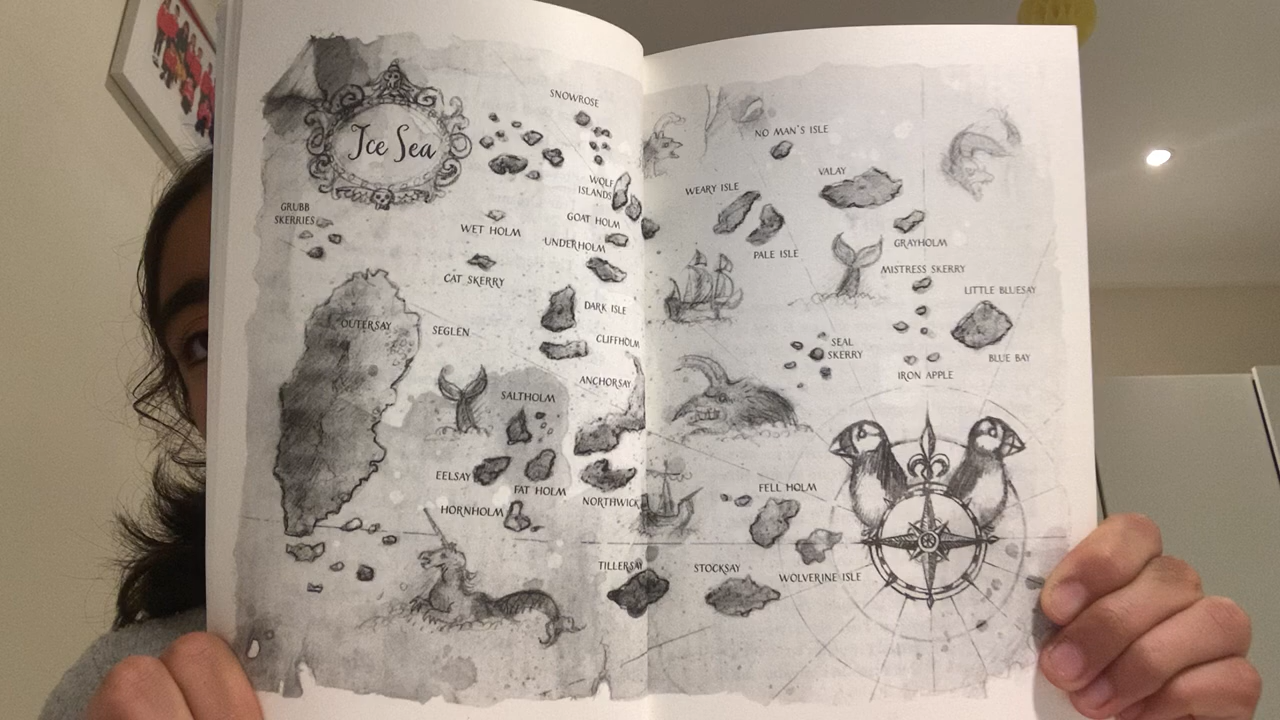 Ice Sea
SNOWROSE
WOLF
ISLANDS
GRUBB
SKERRIES
WET HOLM
GOAT HOLM
UNDERHOLM
CAT SKERRY
DARK ISLE
OUTERSAY
SEGLEN
CLIFFHOLM
ANCHORSAY
SALTHOLM
EELSAY
FAT HOLM
NORTHWICK
HORNHOLM
TILLERSAY
NO MAN'S ISLE
VALAY
WEARY ISLE
PALE ISLE
GRAYHOLM
MISTRESS SKERRY
LITTLE BLUESAY
SEAL
SKERRY
BLUE BAY
IRON APPLE
FELL HOLM
STOCKSAY
WOLVERINE ISLE